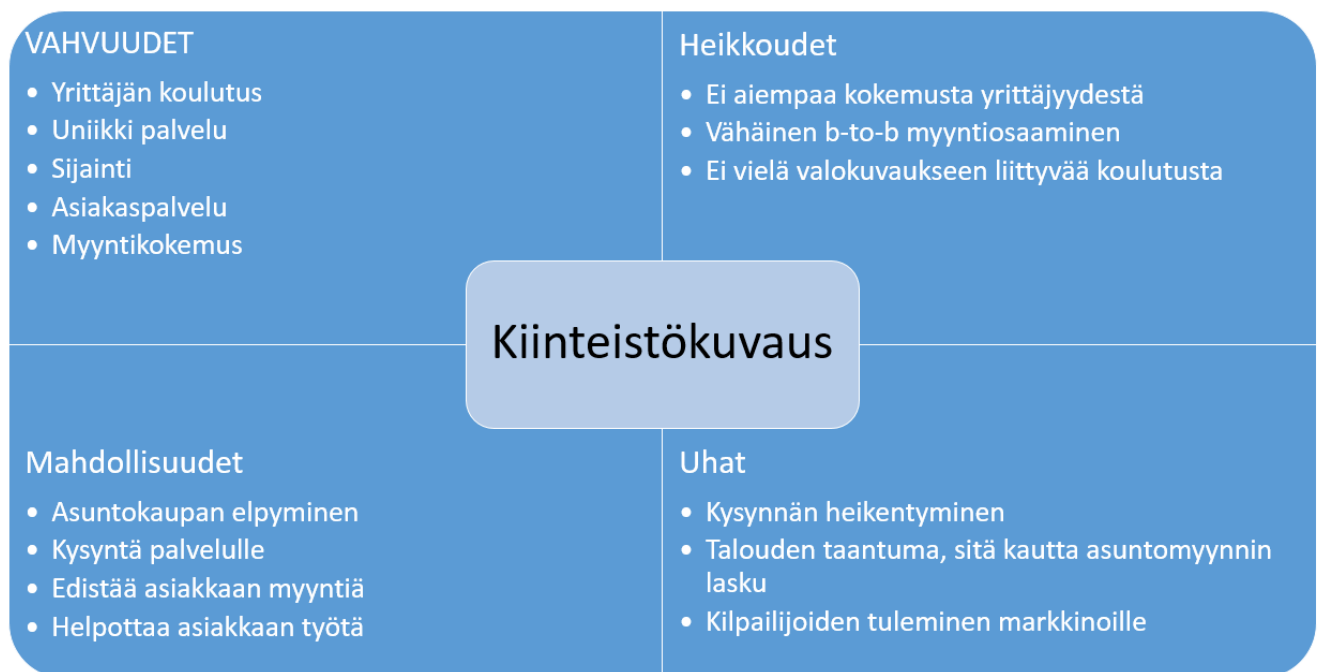 VAHVUUDET
• Yrittäjän koulutus
• Uniikki palvelu
• Sijainti
• Asiakaspalvelu
• Myyntikokemus
Heikkoudet
• Ei aiempaa kokemusta yrittäjyydestä
• Vähäinen b-to-b myyntiosaaminen
• Ei vielä valokuvaukseen liittyvää koulutusta
Kiinteistökuvaus
Mahdollisuudet
• Asuntokaupan elpyminen
• Kysyntä palvelulle
• Edistää asiakkaan myyntiä
• Helpottaa asiakkaan työtä
Uhat
• Kysynnän heikentyminen
• Talouden taantuma, sitä kautta asuntomyynnin
lasku
• Kilpailijoiden tuleminen markkinoille